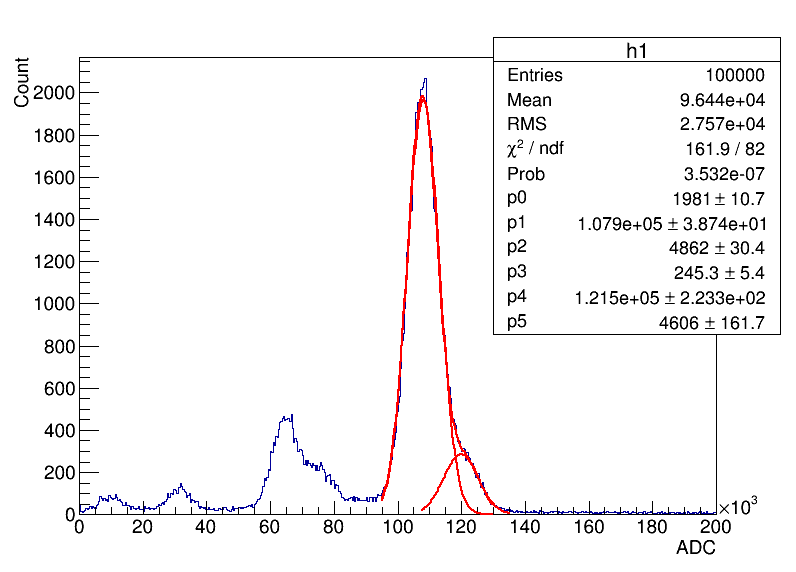 h1
Entries 100000
Mean 9.644e+04
RMS 2.757e+04
χ² / ndf 161.9 / 82
Prob 3.532e-07
p0 1981 ± 10.7
p1 1.079e+05 ± 3.874e+01
p2 4862 ± 30.4
p3 245.3 ± 5.4
p4 1.215e+05 ± 2.233e+02
p5 4606 ± 161.7
Count
2000
1800
1600
1400
1200
1000
800
600
400
200
0
0 20 40 60 80 100 120 140 160 180 200
×10³
ADC